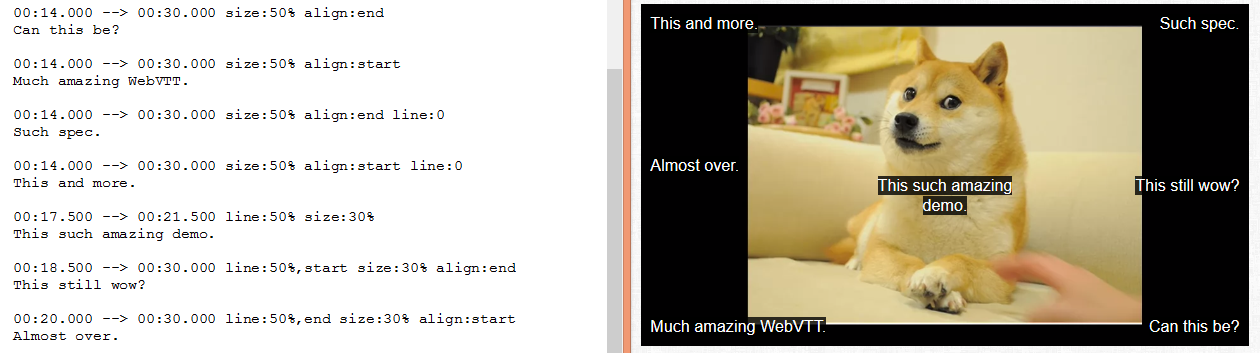 00:14.000 --> 00:30.000 size:50% align:end
Can this be?
00:14.000 --> 00:30.000 size:50% align:start
Much amazing WebVTT.
00:14.000 --> 00:30.000 size:50% align:end line:0
Such spec.
00:14.000 --> 00:30.000 size:50% align:start line:0
This and more.
00:17.500 --> 00:21.500 line:50% size:30%
This such amazing demo.
00:18.500 --> 00:30.000 line:50%,start size:30% align:end
This still wow?
00:20.000 --> 00:30.000 line:50%,end size:30% align:start
Almost over.
This and more.
Such spec.
Almost over.
This such amazing
demo.
This still wow?
Much amazing WebVTT.
Can this be?